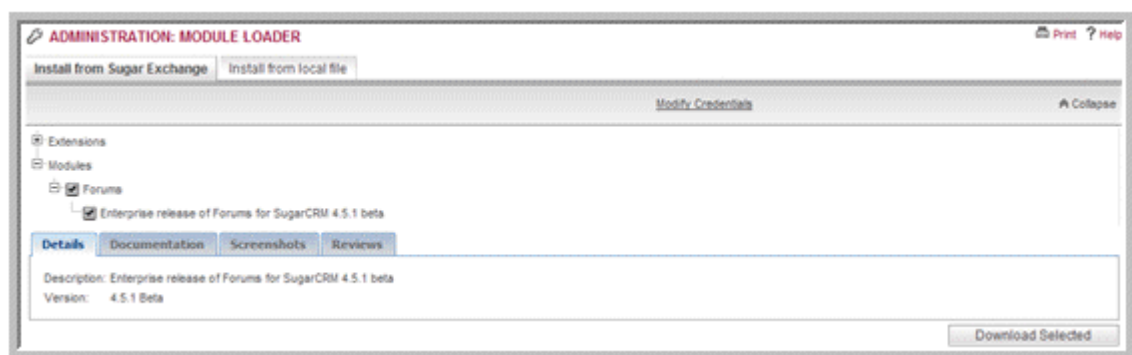 ADMINISTRATION: MODULE LOADER Print ? Help
Install from Sugar Exchange Install from local file
Modify Credentials Collapse
Extensions
Modules
Forums
Enterprise release of Forums for SugarCRM 4.5.1 beta
Details Documentation Screenshots Reviews
Description: Enterprise release of Forums for SugarCRM 4.5.1 beta
Version: 4.5.1 Beta
Download Selected